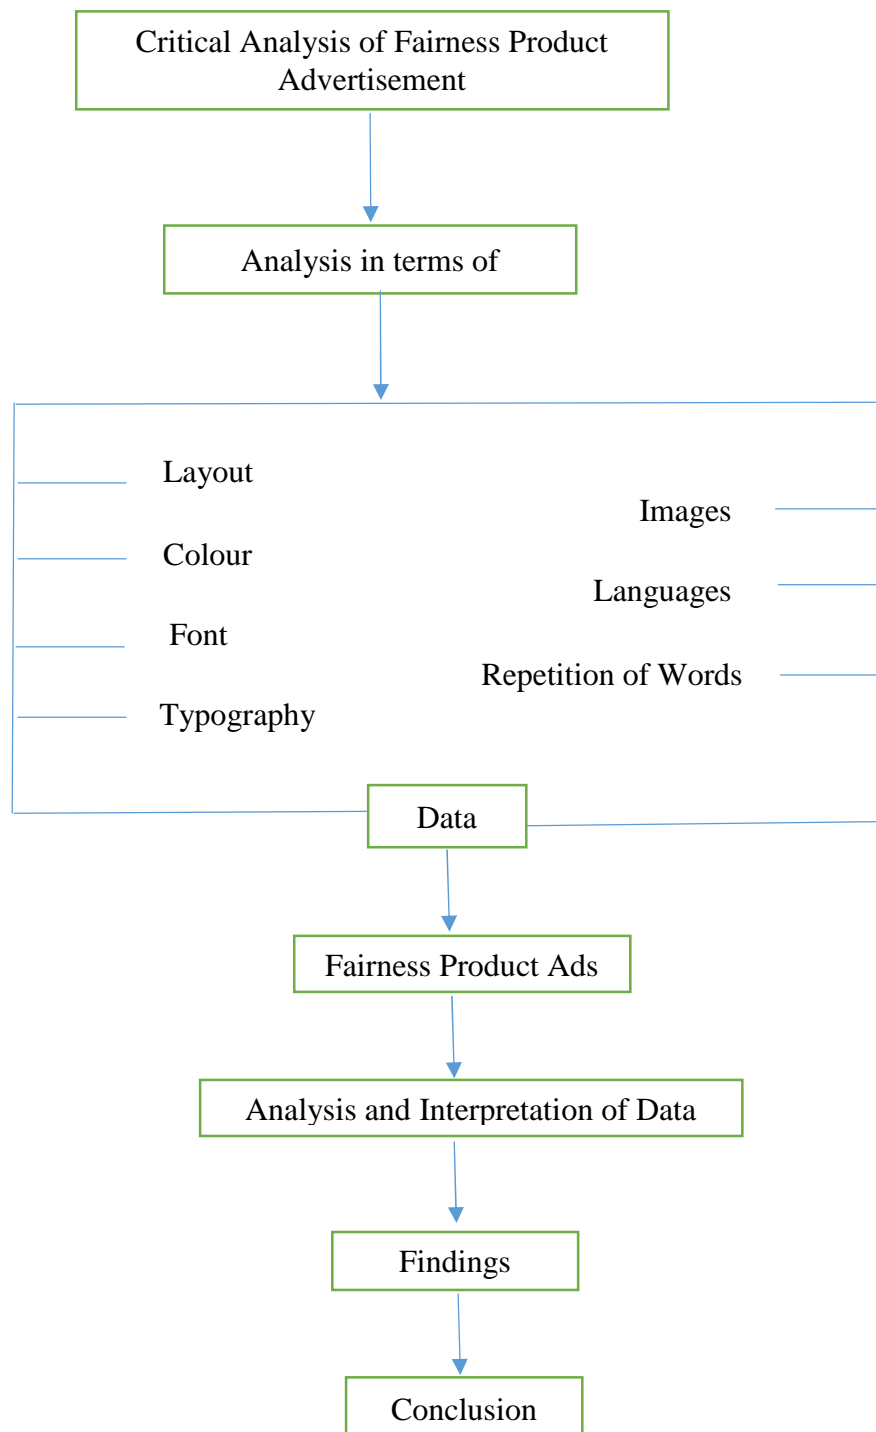 Critical Analysis of Fairness Product
Advertisement
Analysis in terms of
Layout
Colour
Font
Typography
Images
Languages
Repetition of Words
Data
Fairness Product Ads
Analysis and Interpretation of Data
Findings
Conclusion